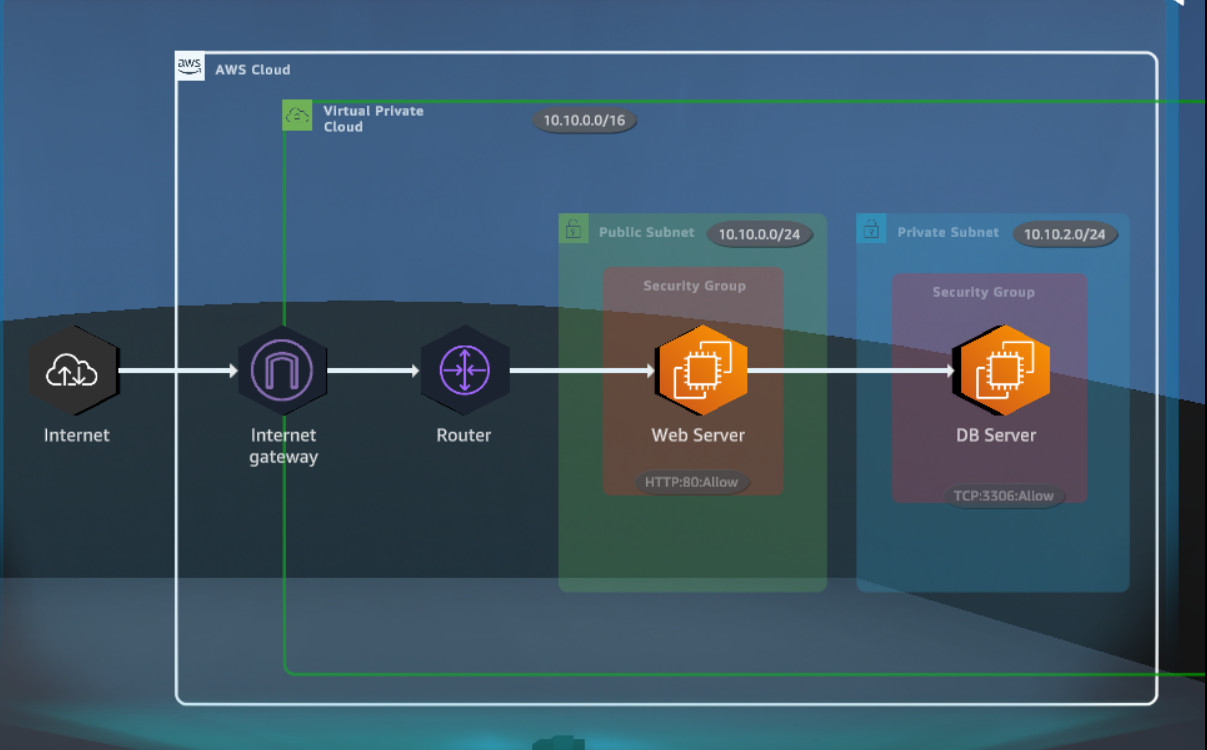 aws
AWS Cloud
Virtual Private
Cloud
10.10.0.0/16
Public Subnet
10.10.0.0/24
Private Subnet
10.10.2.0/24
Security Group
Security Group
Internet
Internet
gateway
Router
Web Server
DB Server
HTTP:80:Allow
TCP:3306:Allow